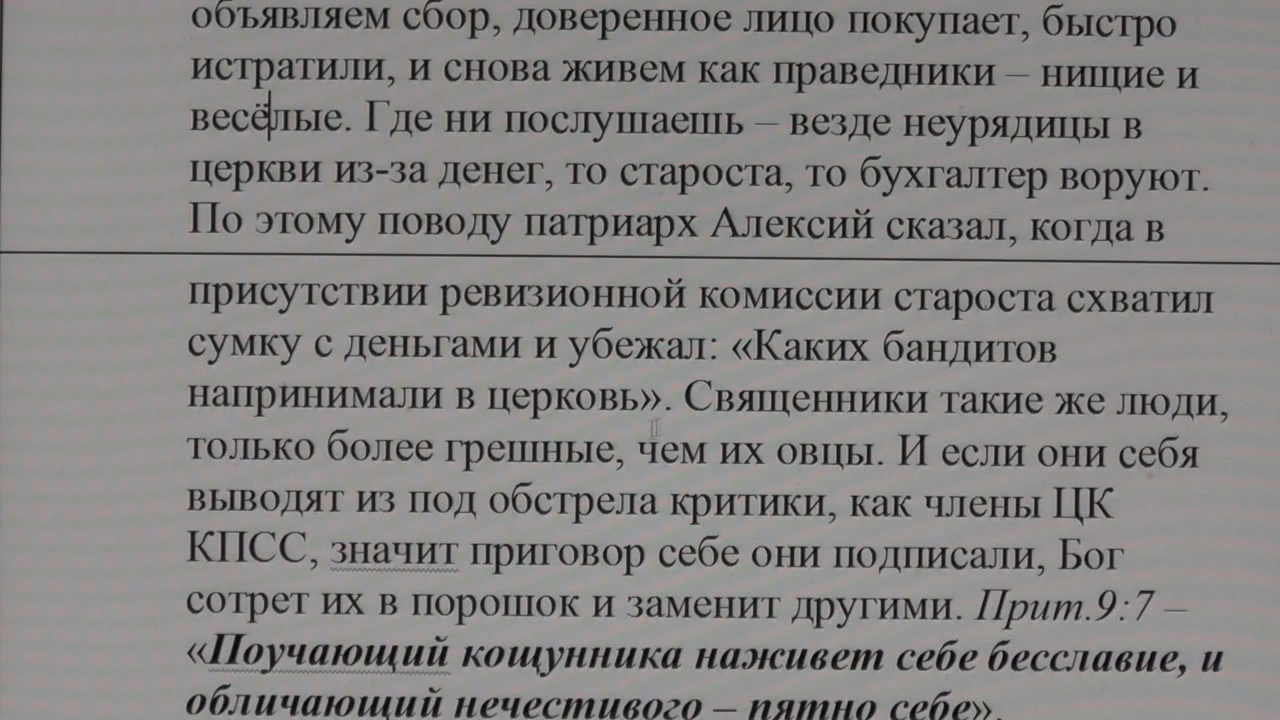 объявляем сбор, доверенное лицо покупает, быстро
истратили, и снова живем как праведники – нищие и
весёлые. Где ни послушаешь – везде неурядицы в
церкви из-за денег, то староста, то бухгалтер воруют.
По этому поводу патриарх Алексий сказал, когда в
присутствии ревизионной комиссии староста схватил
сумку с деньгами и убежал: «Каких бандитов
напринимали в церковь». Священники такие же люди,
только более грешные, чем их овцы. И если они себя
выводят из под обстрела критики, как члены ЦК
КПСС, значит приговор себе они подписали, Бог
сотрет их в порошок и заменит другими. Прит.9:7 –
«Поучающий кощунника наживет себе бесславие, и
обличающий нечестивого – пятно себе».